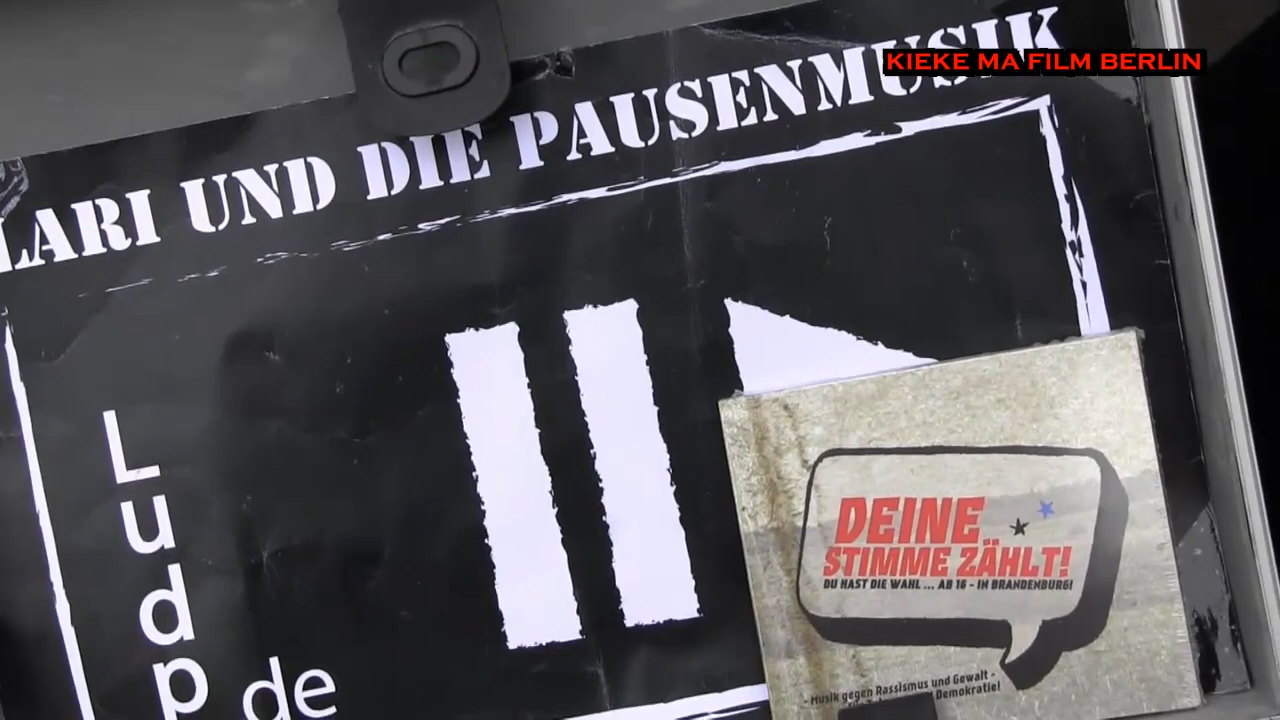 KIEKE MA FILM BERLIN
LARI UND DIE PAUSENMUSIK
Ludp
de
DEINE
STIMME ZÄHLT!
DU HAST DIE WAHL ... AB 16 - IN BRANDENBURG!
- Musik gegen Rassismus und Gewalt -
Demokratie!